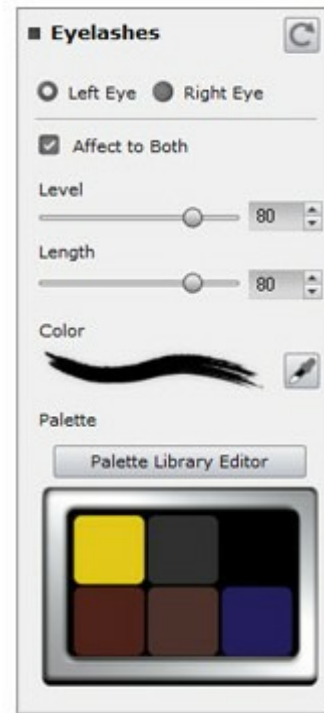 Eyelashes
Left Eye Right Eye
Affect to Both
Level
80
Length
80
Color
Palette
Palette Library Editor